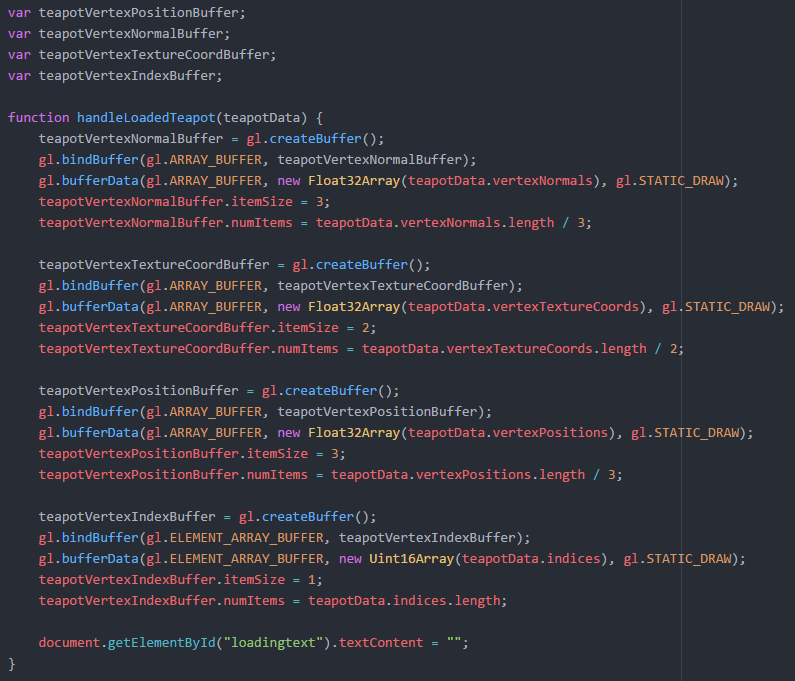 var teapotVertexPositionBuffer;
var teapotVertexNormalBuffer;
var teapotVertexTextureCoordBuffer;
var teapotVertexIndexBuffer;

function handleLoadedTeapot(teapotData) {
    teapotVertexNormalBuffer = gl.createBuffer();
    gl.bindBuffer(gl.ARRAY_BUFFER, teapotVertexNormalBuffer);
    gl.bufferData(gl.ARRAY_BUFFER, new Float32Array(teapotData.vertexNormals), gl.STATIC_DRAW);
    teapotVertexNormalBuffer.itemSize = 3;
    teapotVertexNormalBuffer.numItems = teapotData.vertexNormals.length / 3;

    teapotVertexTextureCoordBuffer = gl.createBuffer();
    gl.bindBuffer(gl.ARRAY_BUFFER, teapotVertexTextureCoordBuffer);
    gl.bufferData(gl.ARRAY_BUFFER, new Float32Array(teapotData.vertexTextureCoords), gl.STATIC_DRAW);
    teapotVertexTextureCoordBuffer.itemSize = 2;
    teapotVertexTextureCoordBuffer.numItems = teapotData.vertexTextureCoords.length / 2;

    teapotVertexPositionBuffer = gl.createBuffer();
    gl.bindBuffer(gl.ARRAY_BUFFER, teapotVertexPositionBuffer);
    gl.bufferData(gl.ARRAY_BUFFER, new Float32Array(teapotData.vertexPositions), gl.STATIC_DRAW);
    teapotVertexPositionBuffer.itemSize = 3;
    teapotVertexPositionBuffer.numItems = teapotData.vertexPositions.length / 3;

    teapotVertexIndexBuffer = gl.createBuffer();
    gl.bindBuffer(gl.ELEMENT_ARRAY_BUFFER, teapotVertexIndexBuffer);
    gl.bufferData(gl.ELEMENT_ARRAY_BUFFER, new Uint16Array(teapotData.indices), gl.STATIC_DRAW);
    teapotVertexIndexBuffer.itemSize = 1;
    teapotVertexIndexBuffer.numItems = teapotData.indices.length;

    document.getElementById("loadingtext").textContent = "";
}